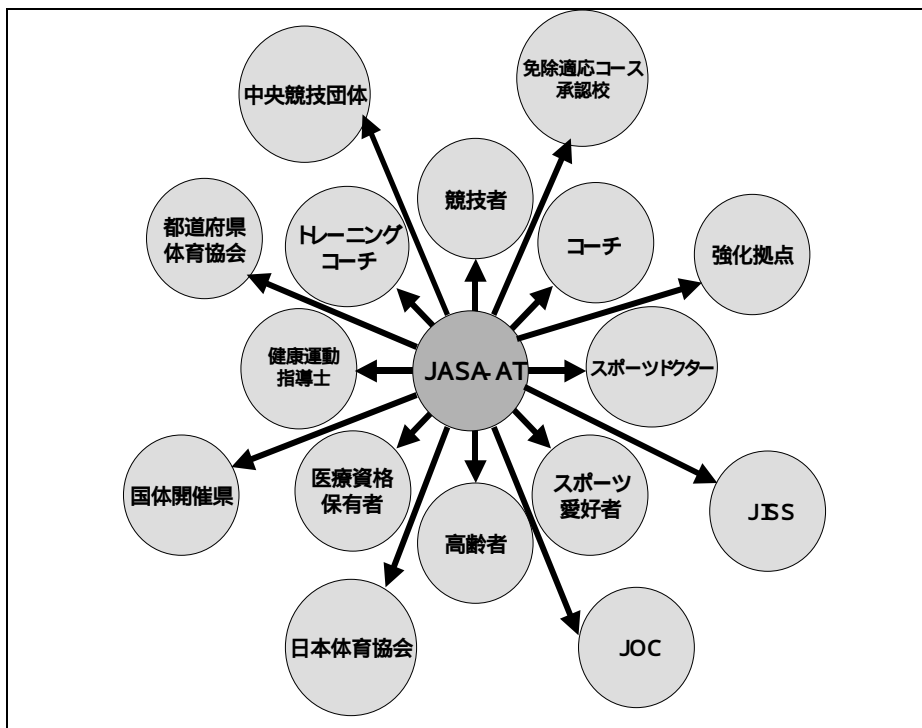 中央競技団体
免除適応コース
承認校
競技者
都道府県
体育協会
トレーニング
コーチ
コーチ
強化拠点
健康運動
指導士
JASA-AT
スポーツドクター
国体開催県
医療資格
保有者
高齢者
スポーツ
愛好者
JISS
日本体育協会
JOC